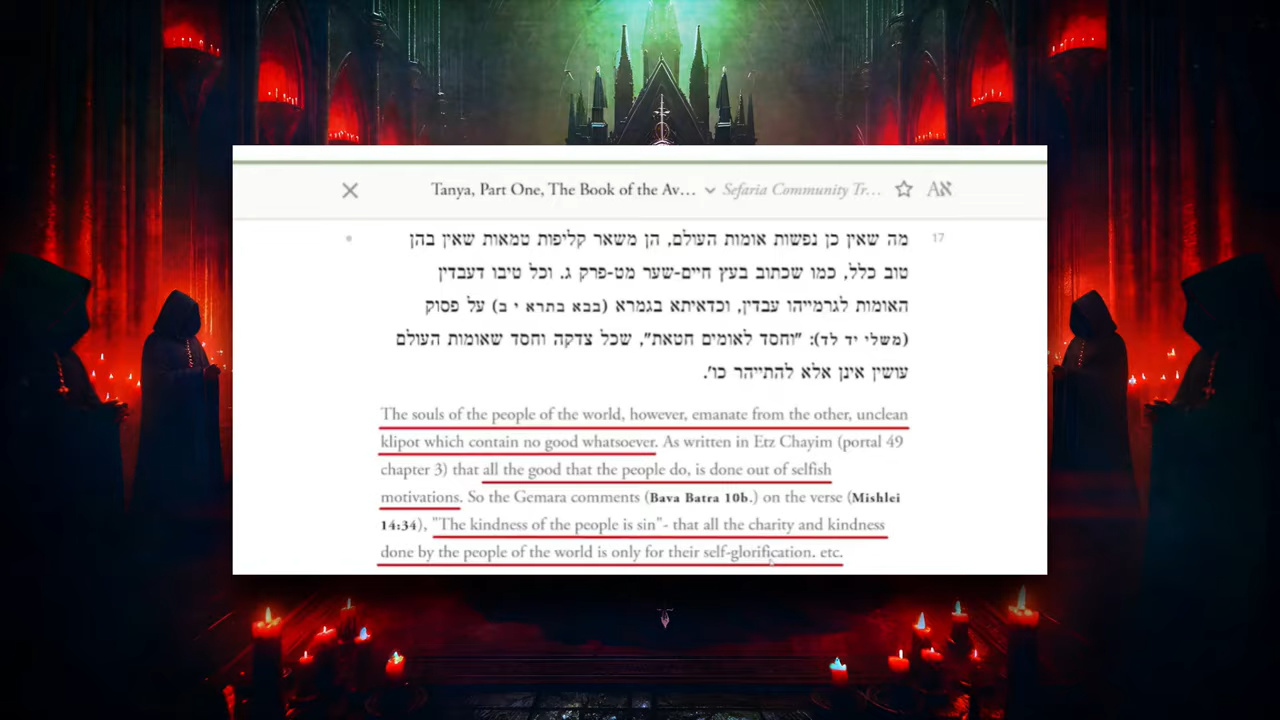 Tanya, Part One, The Book of the Av… Sefaria Community Tr… Aא
17
מה שאין כן נפשות אומות העולם, הן משאר קליפות טמאות שאין בהן
טוב כלל, כמו שכתוב בעץ חיים-שער מט-פרק ג. וכל טיבו דעבדין
האומות לגרמייהו עבדין, וכדאיתא בגמרא (בבא בתרא י ב) על פסוק
(משלי יד לד): "וחסד לאומים חטאת", שכל צדקה וחסד שאומות העולם
עושין אינן אלא להתייהר כו'.
The souls of the people of the world, however, emanate from the other, unclean
klipot which contain no good whatsoever. As written in Etz Chayim (portal 49
chapter 3) that all the good that the people do, is done out of selfish
motivations. So the Gemara comments (Bava Batra 10b.) on the verse (Mishlei
14:34), "The kindness of the people is sin"- that all the charity and kindness
done by the people of the world is only for their self-glorification. etc.